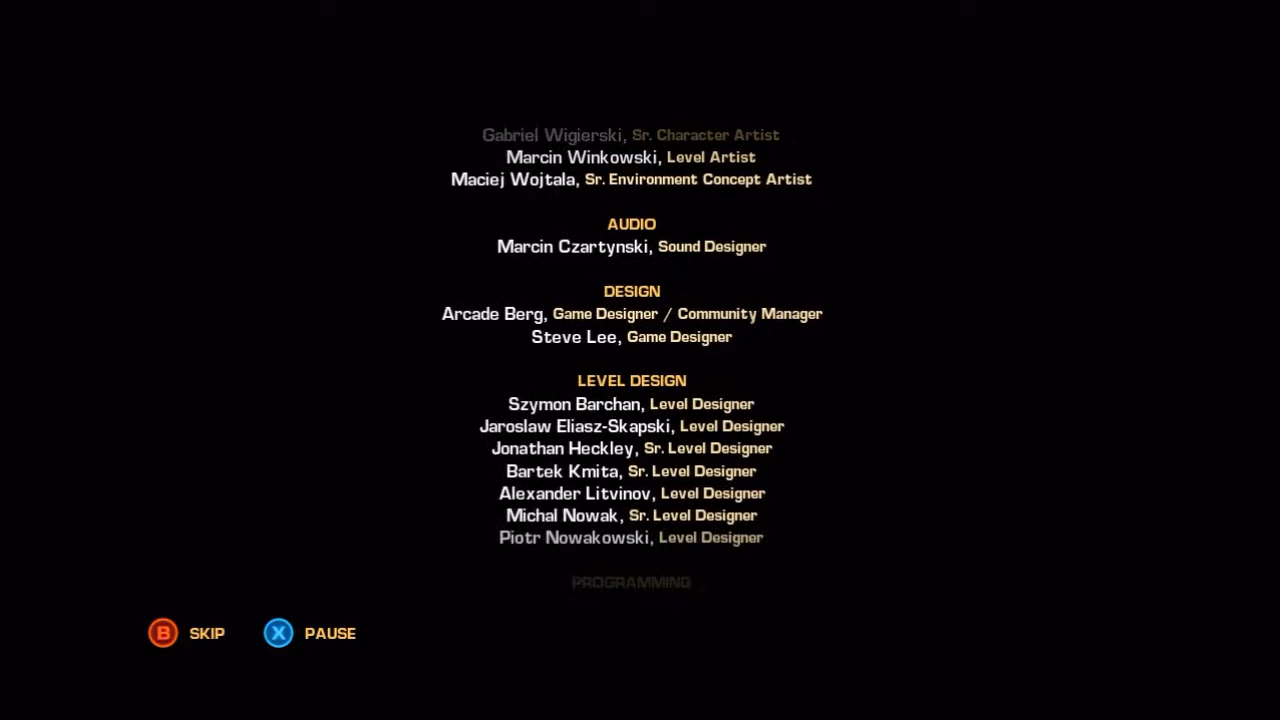 Gabriel Wigierski, Sr. Character Artist
Marcin Winkowski, Level Artist
Maciej Wojtala, Sr. Environment Concept Artist
AUDIO
Marcin Czartynski, Sound Designer
DESIGN
Arcade Berg, Game Designer / Community Manager
Steve Lee, Game Designer
LEVEL DESIGN
Szymon Barchan, Level Designer
Jaroslaw Eliasz-Skapski, Level Designer
Jonathan Heckley, Sr. Level Designer
Bartek Kmita, Sr. Level Designer
Alexander Litvinov, Level Designer
Michal Nowak, Sr. Level Designer
Piotr Nowakowski, Level Designer
PROGRAMMING
B SKIP X PAUSE